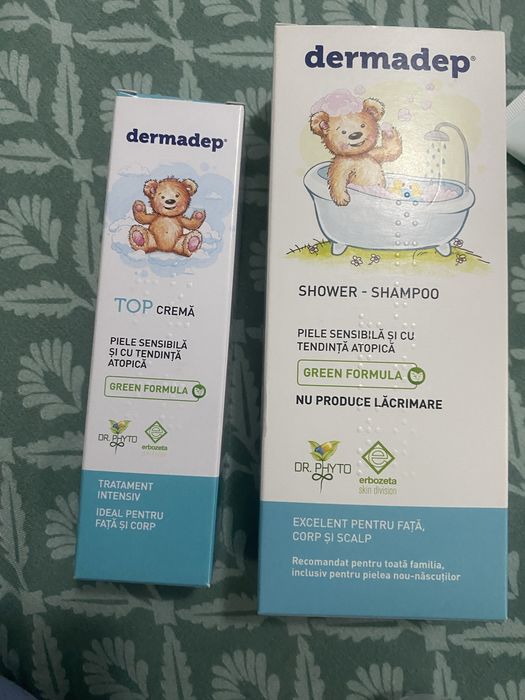 dermadep®
TOP CREMĂ
PIELE SENSIBILĂ
ȘI CU TENDINȚĂ
ATOPICĂ
GREEN FORMULA
DR. PHYTO
erbozeta
skin division
TRATAMENT
INTENSIV
IDEAL PENTRU
FAȚĂ ȘI CORP
dermadep®
SHOWER - SHAMPOO
PIELE SENSIBILĂ ȘI CU
TENDINȚĂ ATOPICĂ
GREEN FORMULA
NU PRODUCE LĂCRIMARE
DR. PHYTO
e
erbozeta
skin division
EXCELENT PENTRU FAȚĂ,
CORP ȘI SCALP
Recomandat pentru toată familia,
inclusiv pentru pielea nou-născuților